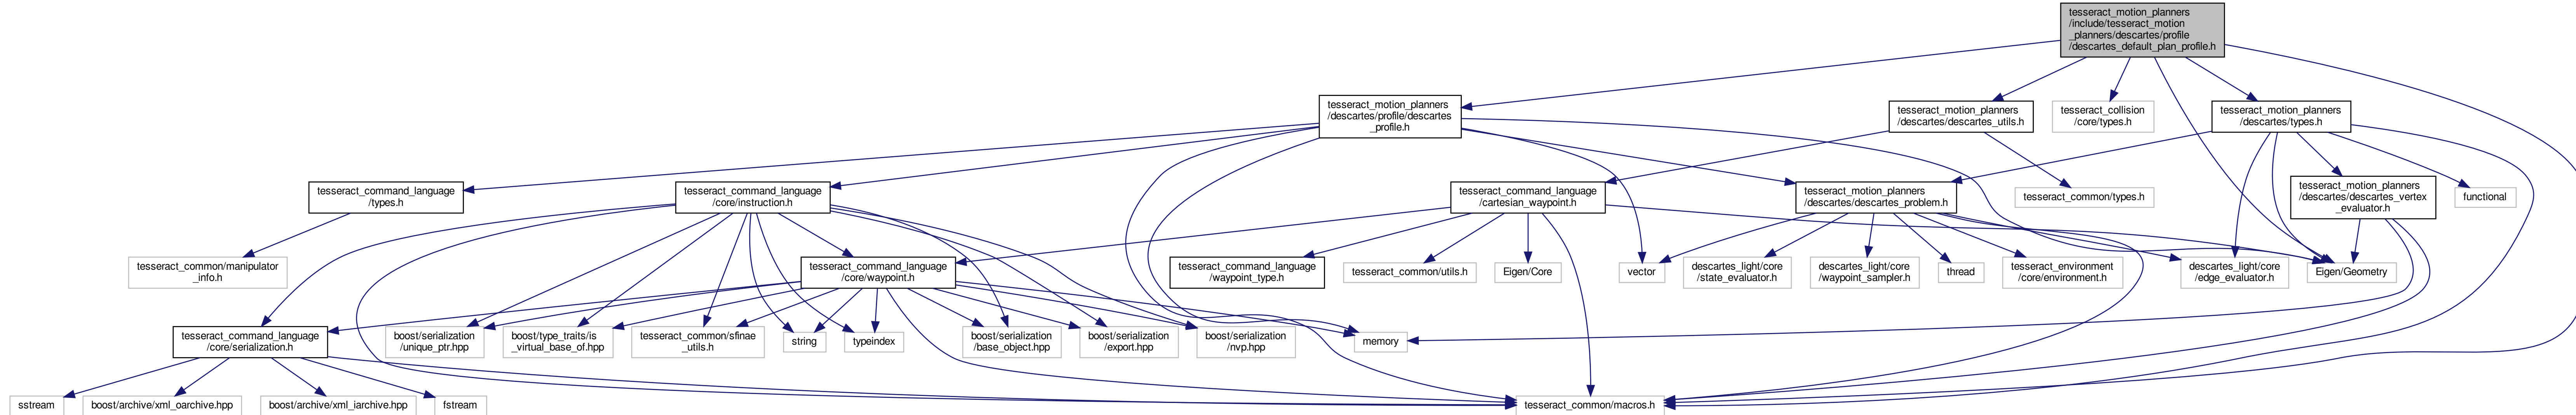 tesseract_motion_planners
/include/tesseract_motion
_planners/descartes/profile
/descartes_default_plan_profile.h
tesseract_motion_planners
/descartes/profile/descartes
_profile.h
tesseract_motion_planners
/descartes/descartes_utils.h
tesseract_collision
/core/types.h
tesseract_motion_planners
/descartes/types.h
tesseract_command_language
/types.h
tesseract_command_language
/core/instruction.h
tesseract_command_language
/cartesian_waypoint.h
tesseract_motion_planners
/descartes/descartes_problem.h
tesseract_common/types.h
tesseract_motion_planners
/descartes/descartes_vertex
_evaluator.h
functional
tesseract_common/manipulator
_info.h
tesseract_command_language
/core/waypoint.h
tesseract_command_language
/waypoint_type.h
tesseract_common/utils.h
Eigen/Core
vector
descartes_light/core
/state_evaluator.h
descartes_light/core
/waypoint_sampler.h
thread
tesseract_environment
/core/environment.h
descartes_light/core
/edge_evaluator.h
Eigen/Geometry
tesseract_command_language
/core/serialization.h
boost/serialization
/unique_ptr.hpp
boost/type_traits/is
_virtual_base_of.hpp
tesseract_common/sfinae
_utils.h
string
typeindex
boost/serialization
/base_object.hpp
boost/serialization
/export.hpp
boost/serialization
/nvp.hpp
memory
sstream
boost/archive/xml_oarchive.hpp
boost/archive/xml_iarchive.hpp
fstream
tesseract_common/macros.h